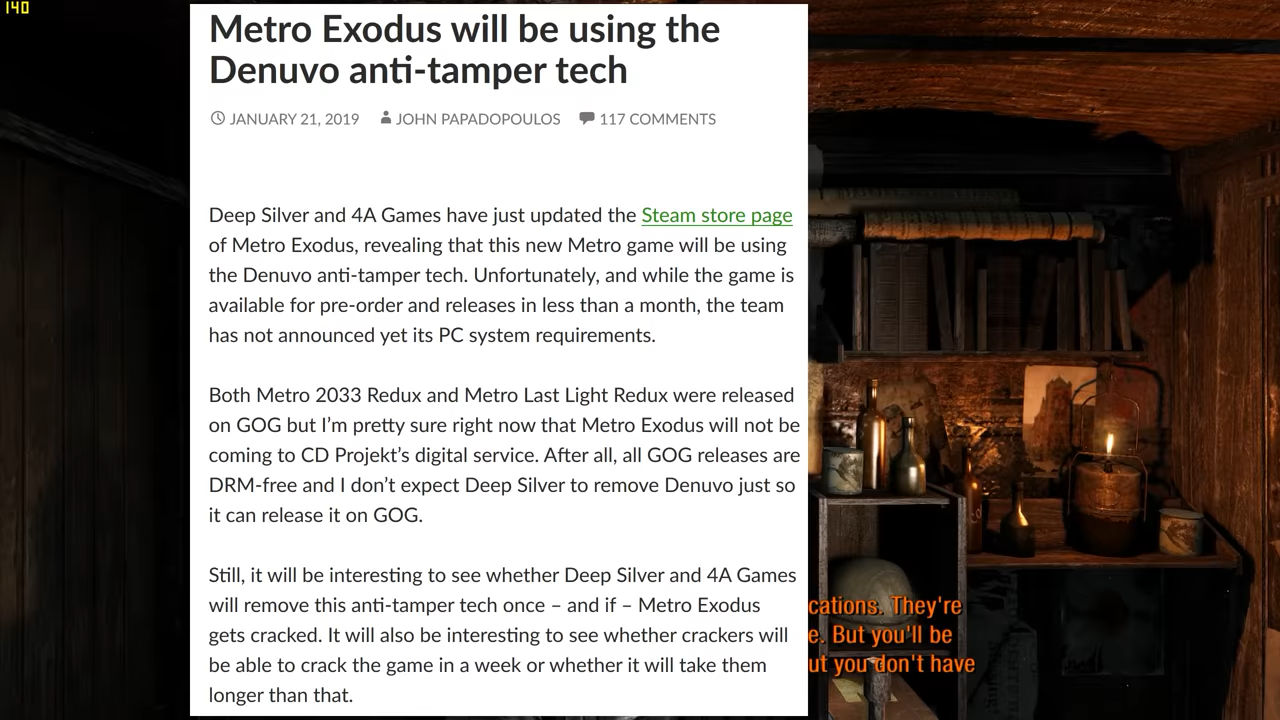 140
Metro Exodus will be using the
Denuvo anti-tamper tech
JANUARY 21, 2019 JOHN PAPADOPOULOS 117 COMMENTS
Deep Silver and 4A Games have just updated the Steam store page
of Metro Exodus, revealing that this new Metro game will be using
the Denuvo anti-tamper tech. Unfortunately, and while the game is
available for pre-order and releases in less than a month, the team
has not announced yet its PC system requirements.
Both Metro 2033 Redux and Metro Last Light Redux were released
on GOG but I'm pretty sure right now that Metro Exodus will not be
coming to CD Projekt's digital service. After all, all GOG releases are
DRM-free and I don't expect Deep Silver to remove Denuvo just so
it can release it on GOG.
Still, it will be interesting to see whether Deep Silver and 4A Games
will remove this anti-tamper tech once – and if – Metro Exodus
gets cracked. It will also be interesting to see whether crackers will
be able to crack the game in a week or whether it will take them
longer than that.
cations. They're
e. But you'll be
ut you don't have